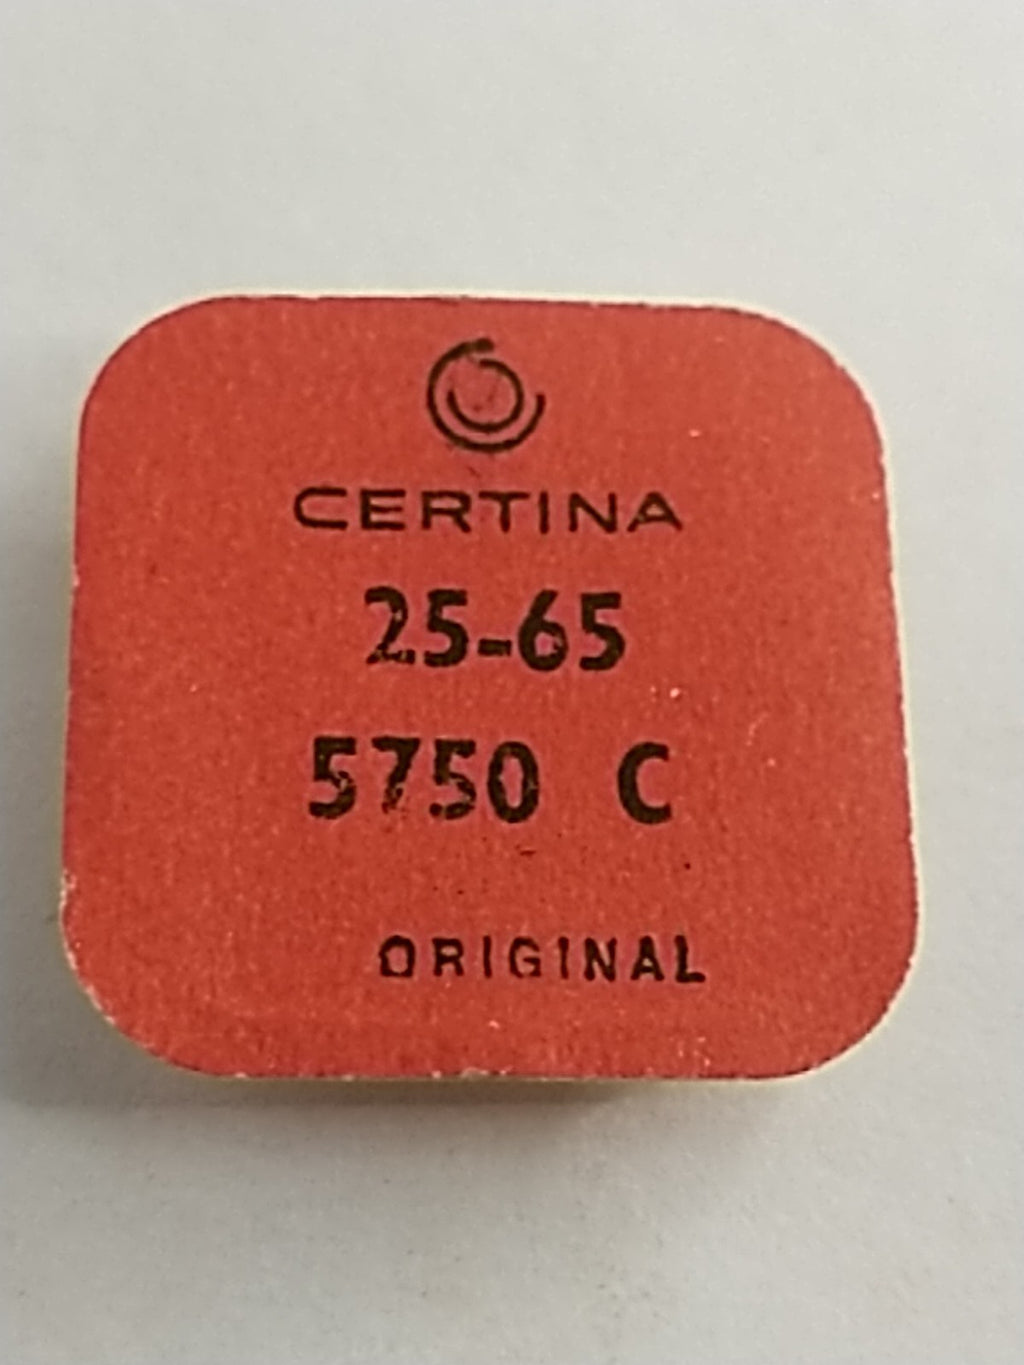 CERTINA
25-65
5750 C
ORIGINAL